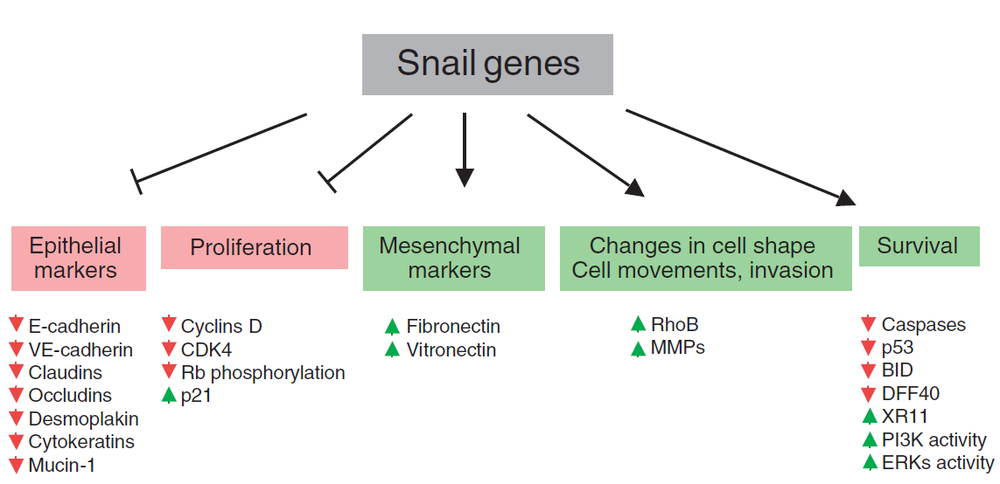 Snail genes
Epithelial
markers
E-cadherin
VE-cadherin
Claudins
Occludins
Desmoplakin
Cytokeratins
Mucin-1
Proliferation
Cyclins D
CDK4
Rb phosphorylation
p21
Mesenchymal
markers
Fibronectin
Vitronectin
Changes in cell shape
Cell movements, invasion
RhoB
MMPs
Survival
Caspases
p53
BID
DFF40
XR11
PI3K activity
ERKs activity